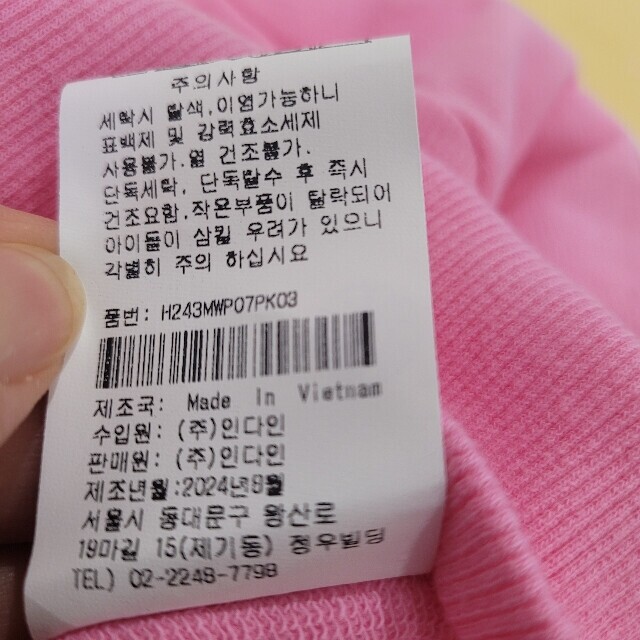 주의사항
세탁시 탈색,이염가능하니
표백제 및 강력효소세제
사용불가.열 건조불가.
단독세탁, 단독탈수 후 즉시
건조요함.작은부품이 탈락되어
아이들이 삼킬 우려가 있으니
각별히 주의 하십시요
품번: H243MWP07PK03
제조국: Made In Vietnam
수입원: (주)인다인
판매원: (주)인다인
제조년월:2024년8월
서울시 동대문구 왕산로
19마길 15(제기동) 정우빌딩
TEL) 02-2248-7798